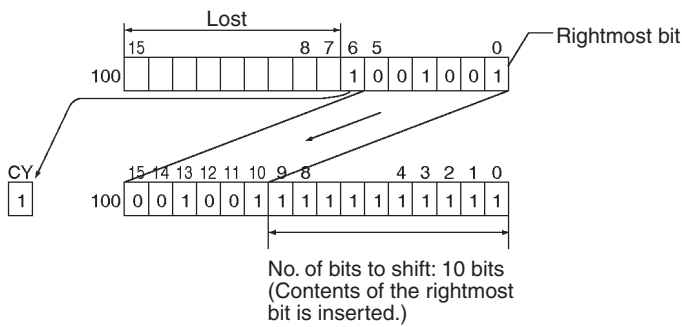 Lost
15 8 7 6 5 0
Rightmost bit
100 1 0 0 1 0 0 1
CY 15 14 13 12 11 10 9 8 4 3 2 1 0
1 100 0 0 1 0 0 1 1 1 1 1 1 1 1 1 1 1
No. of bits to shift: 10 bits
(Contents of the rightmost
bit is inserted.)